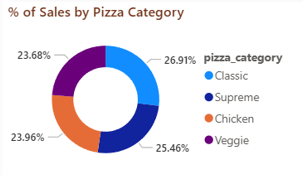 % of Sales by Pizza Category
23.68%
26.91%
23.96%
25.46%
pizza_category
Classic
Supreme
Chicken
Veggie